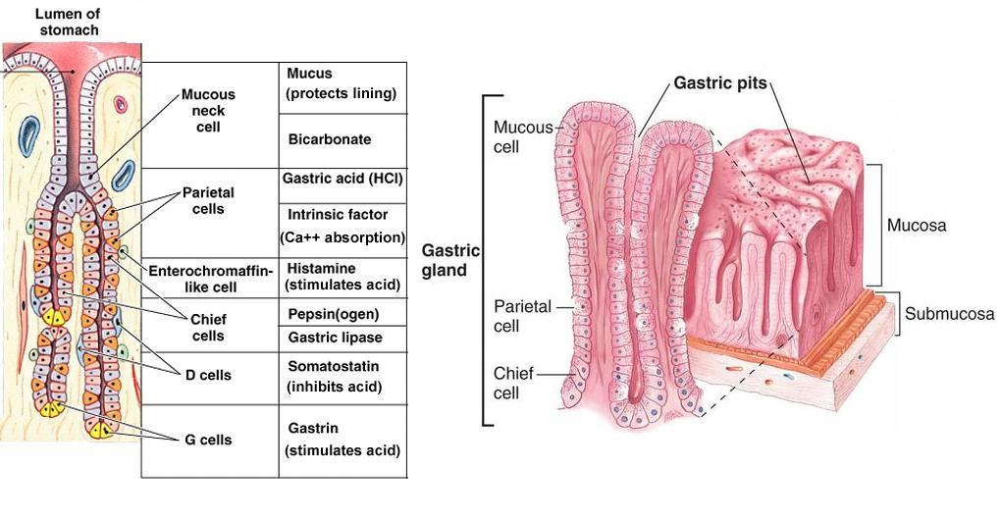 Lumen of
stomach
Mucous
neck
cell
Mucus
(protects lining)
Bicarbonate
Parietal
cells
Gastric acid (HCl)
Intrinsic factor
(Ca++ absorption)
Enterochromaffin-
like cell
Histamine
(stimulates acid)
Chief
cells
Pepsin(ogen)
Gastric lipase
D cells
Somatostatin
(inhibits acid)
G cells
Gastrin
(stimulates acid)
Gastric
gland
Gastric pits
Mucous
cell
Parietal
cell
Chief
cell
Mucosa
Submucosa